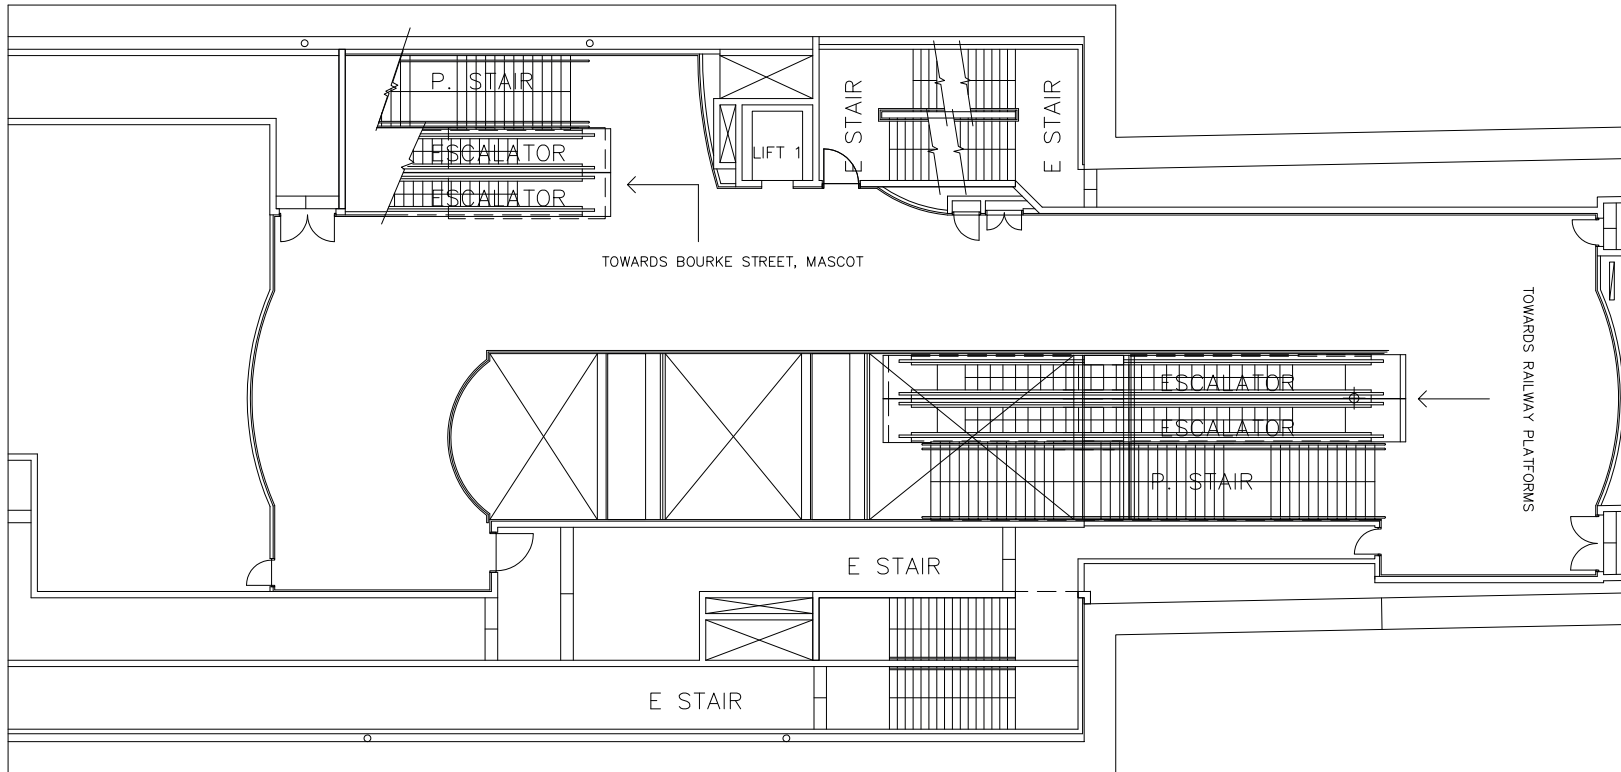 P. STAIR
E STAIR
E STAIR
ESCALATOR
LIFT 1
ESCALATOR
TOWARDS BOURKE STREET, MASCOT
TOWARDS RAILWAY PLATFORMS
ESCALATOR
ESCALATOR
P. STAIR
E STAIR
E STAIR